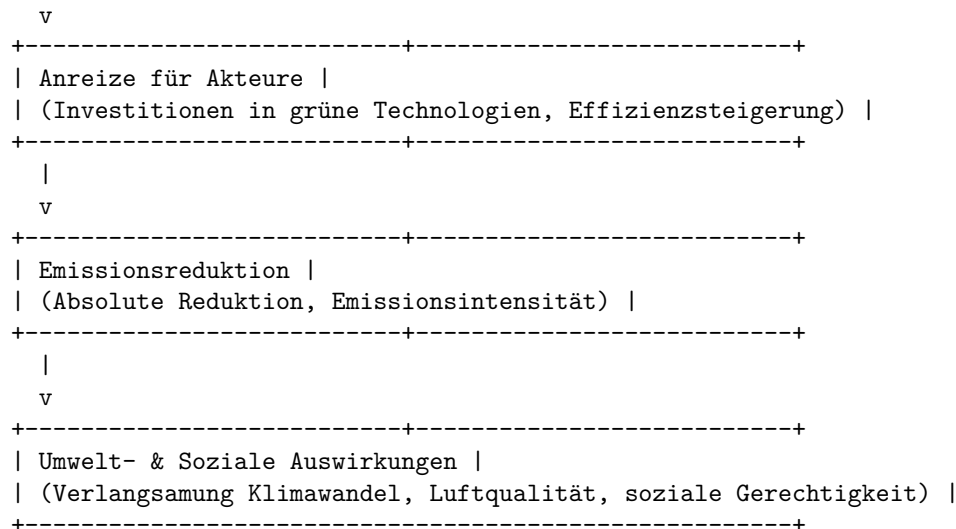 v
+---------------------------+--------------------------+
| Anreize für Akteure |
| (Investitionen in grüne Technologien, Effizienzsteigerung) |
+---------------------------+--------------------------+
|
v
+---------------------------+--------------------------+
| Emissionsreduktion |
| (Absolute Reduktion, Emissionsintensität) |
+---------------------------+--------------------------+
|
v
+---------------------------+--------------------------+
| Umwelt- & Soziale Auswirkungen |
| (Verlangsamung Klimawandel, Luftqualität, soziale Gerechtigkeit) |
+------------------------------------------------------+